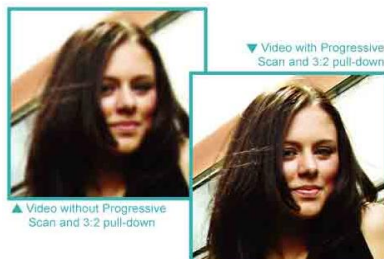 ▼ Video with Progressive
Scan and 3:2 pull-down
▲ Video without Progressive
Scan and 3:2 pull-down